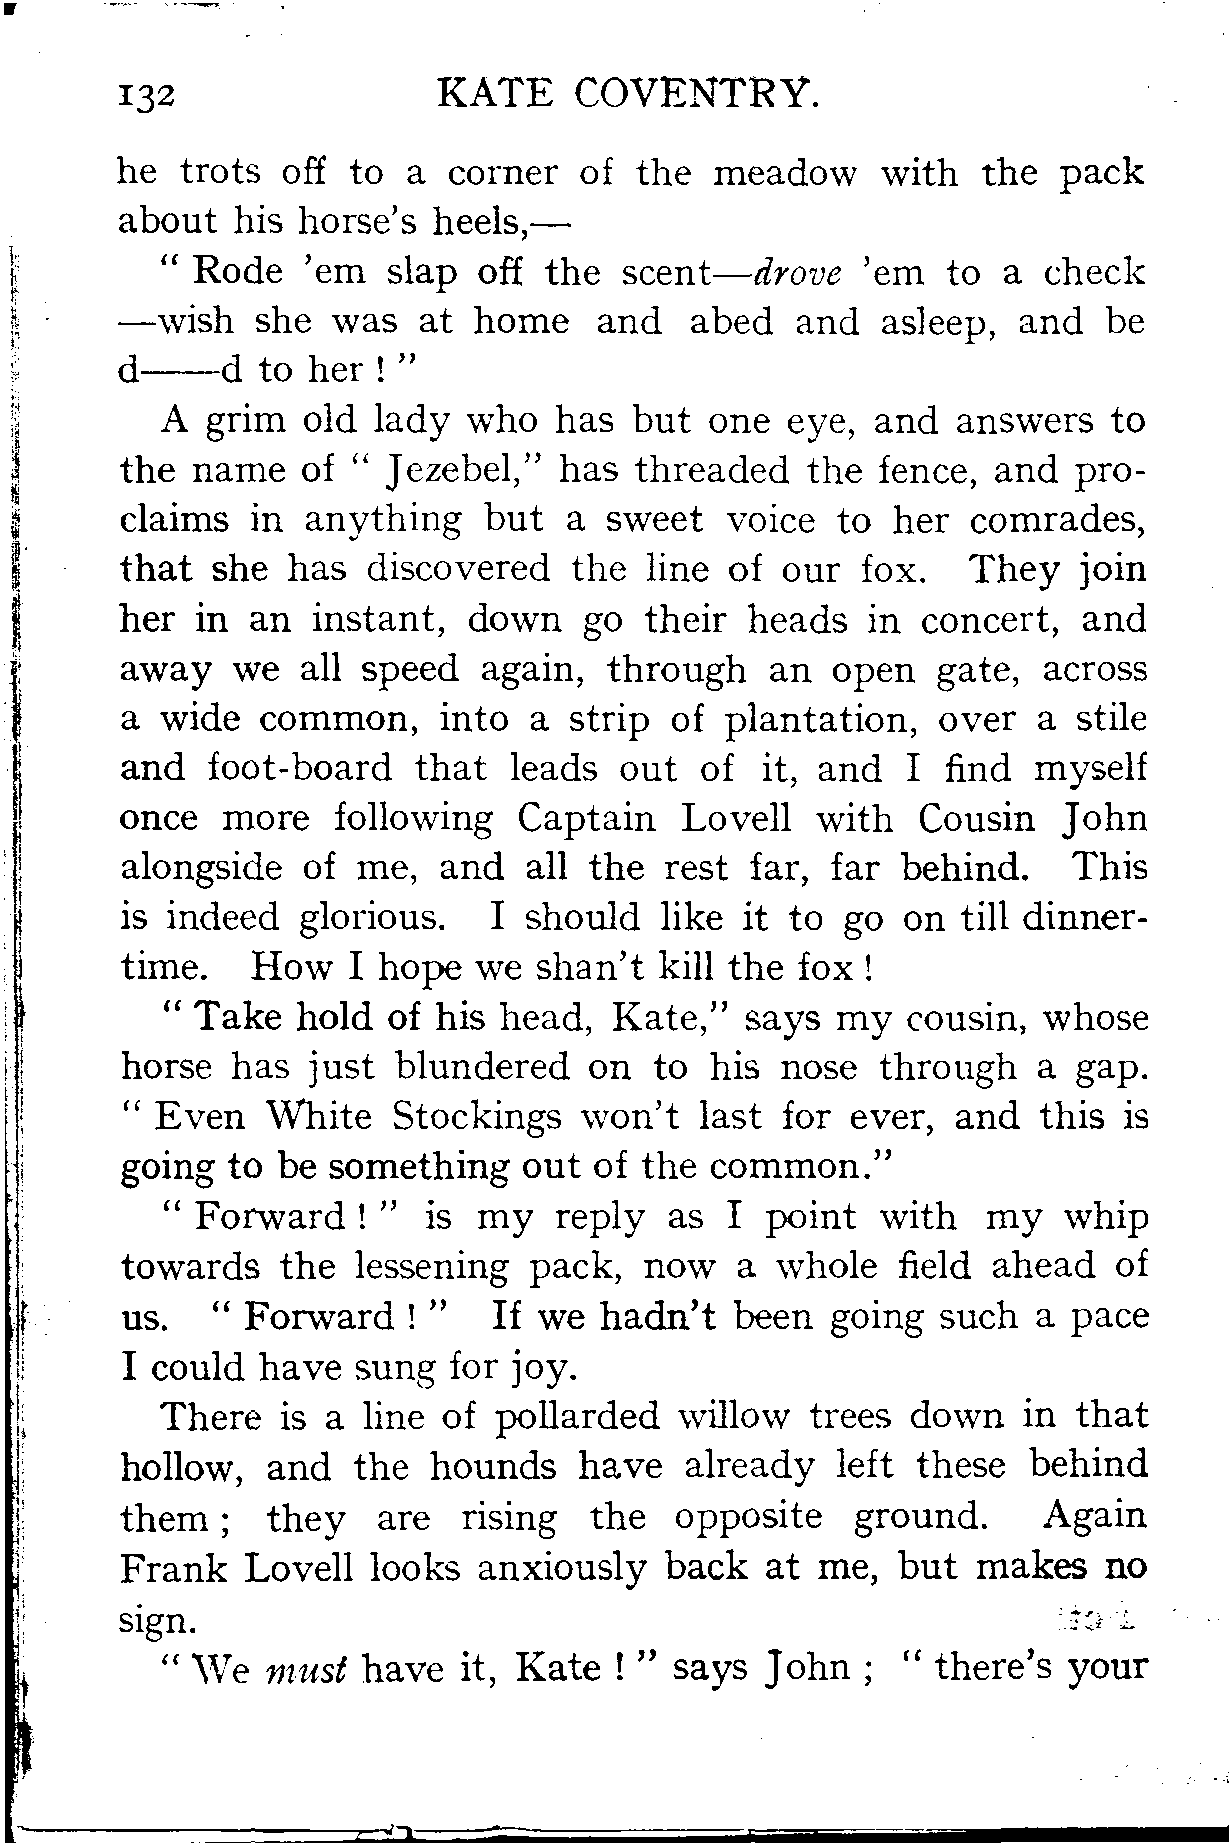 132 KATE COVENTRY.
he trots off to a corner of the meadow with the pack
about his horse's heels,—
“ Rode ’em slap off the scent—drove ’em to a check
—wish she was at home and abed and asleep, and be
d——d to her ! ”
A grim old lady who has but one eye, and answers to
the name of “ Jezebel,” has threaded the fence, and pro-
claims in anything but a sweet voice to her comrades,
that she has discovered the line of our fox. They join
her in an instant, down go their heads in concert, and
away we all speed again, through an open gate, across
a wide common, into a strip of plantation, over a stile
and foot-board that leads out of it, and I find myself
once more following Captain Lovell with Cousin John
alongside of me, and all the rest far, far behind. This
is indeed glorious. I should like it to go on till dinner-
time. How I hope we shan't kill the fox !
“ Take hold of his head, Kate,” says my cousin, whose
horse has just blundered on to his nose through a gap.
“ Even White Stockings won't last for ever, and this is
going to be something out of the common.”
“ Forward ! ” is my reply as I point with my whip
towards the lessening pack, now a whole field ahead of
us. “ Forward ! ” If we hadn't been going such a pace
I could have sung for joy.
There is a line of pollarded willow trees down in that
hollow, and the hounds have already left these behind
them ; they are rising the opposite ground. Again
Frank Lovell looks anxiously back at me, but makes no
sign.
“ We must have it, Kate ! ” says John ; “ there's your